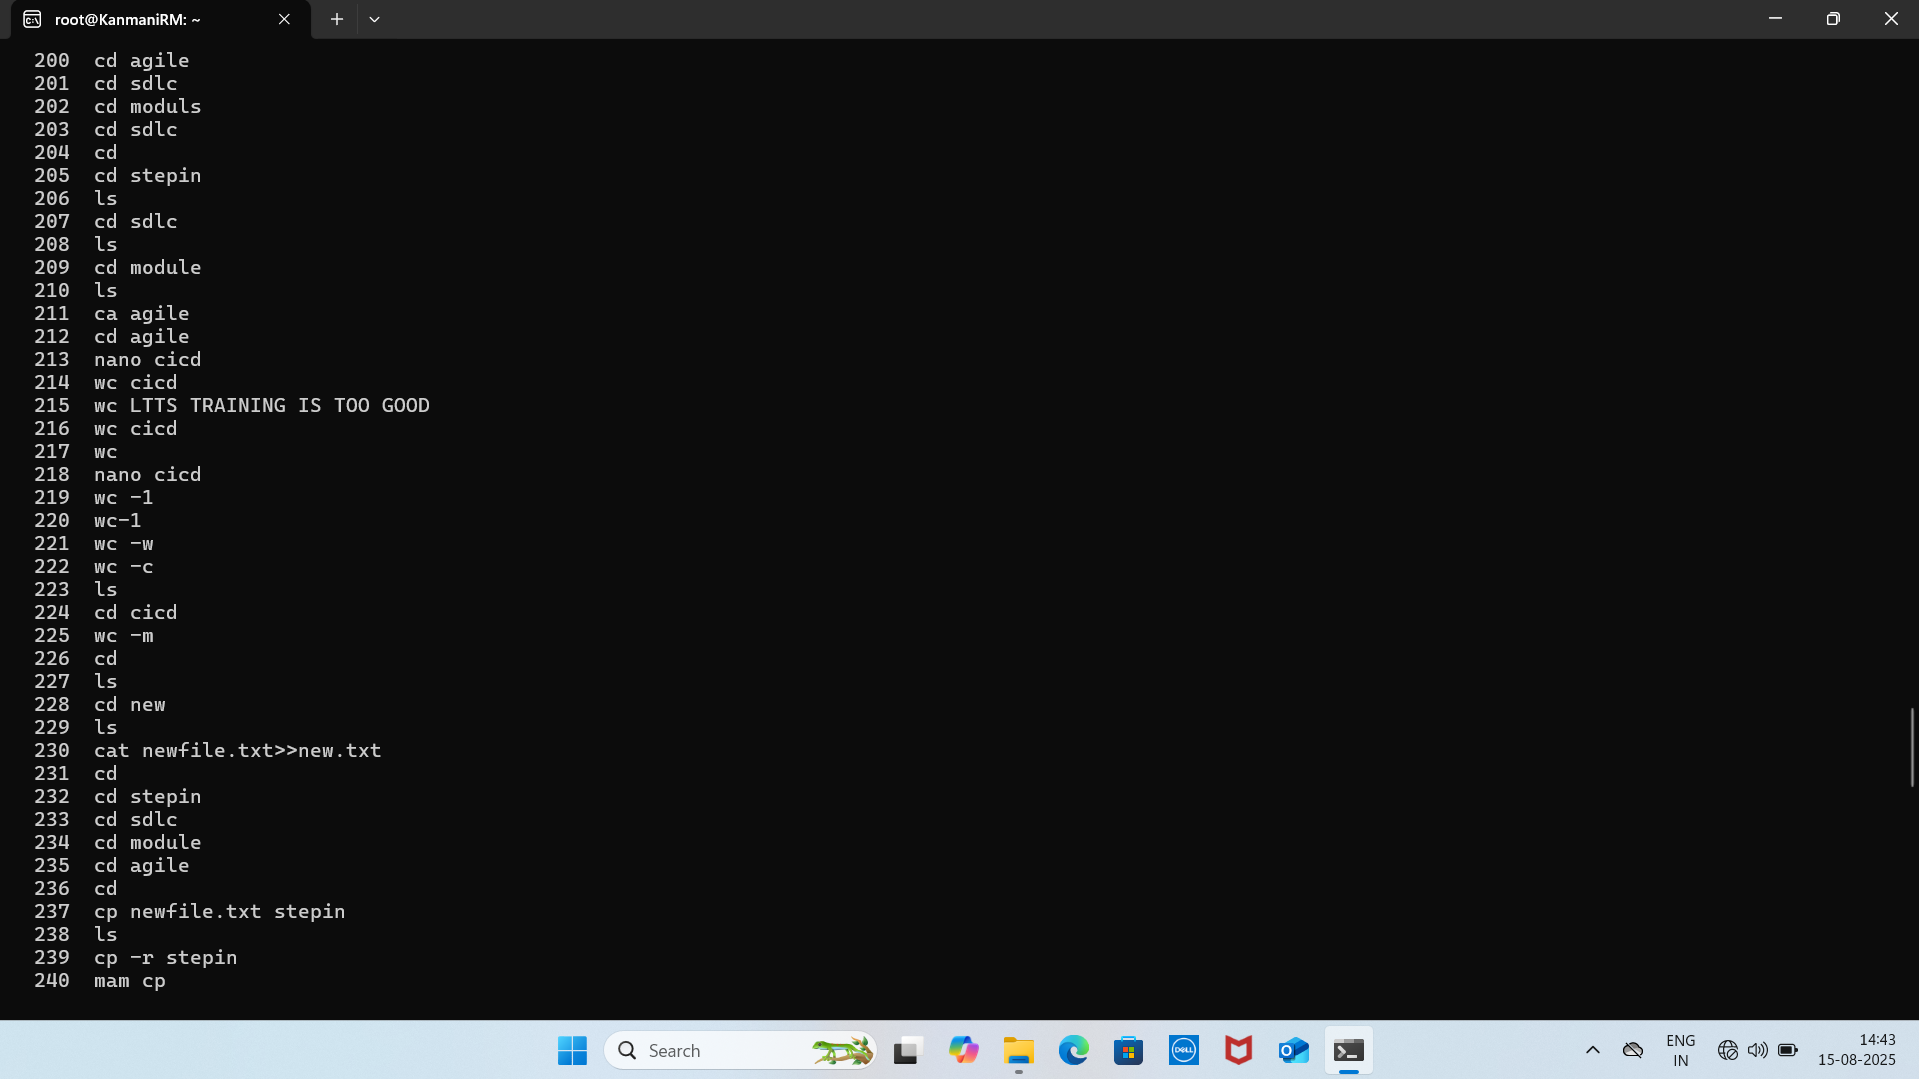 root@KanmaniRM: ~
200 cd agile
201 cd sdlc
202 cd moduls
203 cd sdlc
204 cd
205 cd stepin
206 ls
207 cd sdlc
208 ls
209 cd module
210 ls
211 ca agile
212 cd agile
213 nano cicd
214 wc cicd
215 wc LTTS TRAINING IS TOO GOOD
216 wc cicd
217 wc
218 nano cicd
219 wc -1
220 wc-1
221 wc -w
222 wc -c
223 ls
224 cd cicd
225 wc -m
226 cd
227 ls
228 cd new
229 ls
230 cat newfile.txt>>new.txt
231 cd
232 cd stepin
233 cd sdlc
234 cd module
235 cd agile
236 cd
237 cp newfile.txt stepin
238 ls
239 cp -r stepin
240 mam cp
Search
DELL
ENG
IN
14:43
15-08-2025